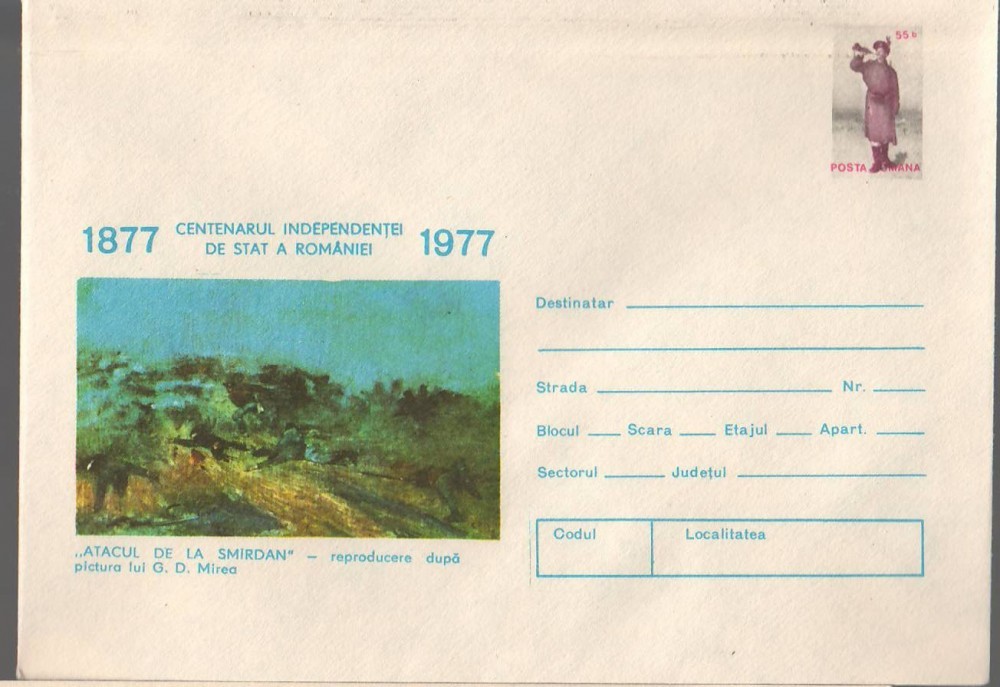 55 b
POSTA ROMANA
1877 CENTENARUL INDEPENDENȚEI 1977
DE STAT A ROMÂNIEI
Destinatar
Strada Nr.
Blocul Scara Etajul Apart.
Sectorul Județul
Codul Localitatea
„ATACUL DE LA SMÎRDAN" – reproducere după
pictura lui G. D. Mirea